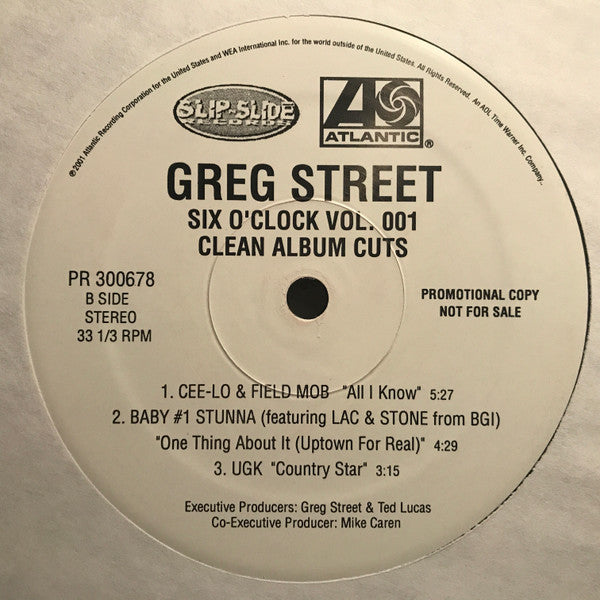 ℗2001 Atlantic Recording Corporation for the United States and WEA International Inc. for the world outside of the United States. All Rights Reserved. An AOL Time Warner Inc. Company.
SLIP-N-SLIDE
RECORDS
ATLANTIC®
GREG STREET
SIX O'CLOCK VOL. 001
CLEAN ALBUM CUTS
PR 300678
B SIDE
STEREO
33 1/3 RPM
PROMOTIONAL COPY
NOT FOR SALE
1. CEE-LO & FIELD MOB "All I Know" 5:27
2. BABY #1 STUNNA (featuring LAC & STONE from BGI)
"One Thing About It (Uptown For Real)" 4:29
3. UGK "Country Star" 3:15
Executive Producers: Greg Street & Ted Lucas
Co-Executive Producer: Mike Caren